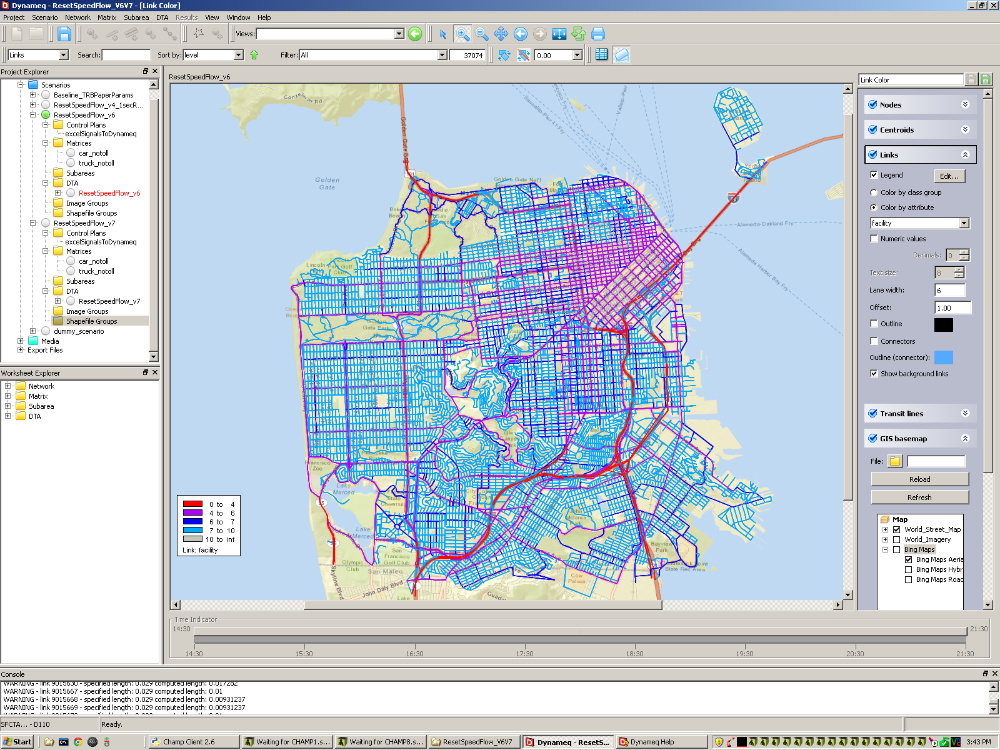 Dynameq - ResetSpeedFlow_V6V7 - [Link Color]
Project Scenario Network Matrix Subarea DTA Results View Window Help
Views:
Links Search: Sort by: level Filter: All 37074 0.00
Project Explorer
Scenarios
Baseline_TRBPaperParams
ResetSpeedFlow_v4_1secR...
ResetSpeedFlow_v6
Control Plans
excelSignalsToDynameq
Matrices
car_notoll
truck_notoll
Subareas
DTA
ResetSpeedFlow_v6
Image Groups
Shapefile Groups
ResetSpeedFlow_v7
Control Plans
excelSignalsToDynameq
Matrices
car_notoll
truck_notoll
Subareas
DTA
ResetSpeedFlow_v7
Image Groups
Shapefile Groups
dummy_scenario
Media
Export Files
Worksheet Explorer
Network
Matrix
Subarea
DTA
ResetSpeedFlow_v6
Conzelman Rd
Golden Gate Brg
Golden
Gate
Golden Gate Nat'l
Alameda-Oakland Fry
Alameda Harbor Bay Fry
Lincoln Park Golf
Club
Francisco
Zoo
Lake
Merced
Lake
Merced
State
University
San
Francisco
Golf Club
Olympic
Club
San Mateo
Skyline Blvd
John Daly Blvd
Lake
Cow
Palace
John
McLaren
Park
Bayview
Park
State Rec Area
0 to 4
4 to 6
6 to 7
7 to 10
10 to inf
Link: facility
Link Color
Nodes
Centroids
Links
Legend Edit...
Color by class group
Color by attribute
facility
Numeric values
Decimals: 0
Text size: 8
Lane width: 6
Offset: 1.00
Outline
Connectors
Outline (connector):
Show background links
Transit lines
GIS basemap
File:
Reload
Refresh
Map
World_Street_Map
World_Imagery
Bing Maps
Bing Maps Aeria
Bing Maps Hybr
Bing Maps Road
Time Indicator
14:30 21:30
14:30 15:30 16:30 17:30 18:30 19:30 20:30 21:30
Console
WARNING - link 9015630 - specified length: 0.029 computed length: 0.017282
WARNING - link 9015667 - specified length: 0.029 computed length: 0.01
WARNING - link 9015668 - specified length: 0.029 computed length: 0.00931237
WARNING - link 9015669 - specified length: 0.029 computed length: 0.00931237
SFCTA... - D110 Ready.
Start Champ Client 2.6 Waiting for CHAMP1.s... Waiting for CHAMP8.s... ResetSpeedFlow_V6V7 Dynameq - ResetS... Dynameq Help 3:43 PM